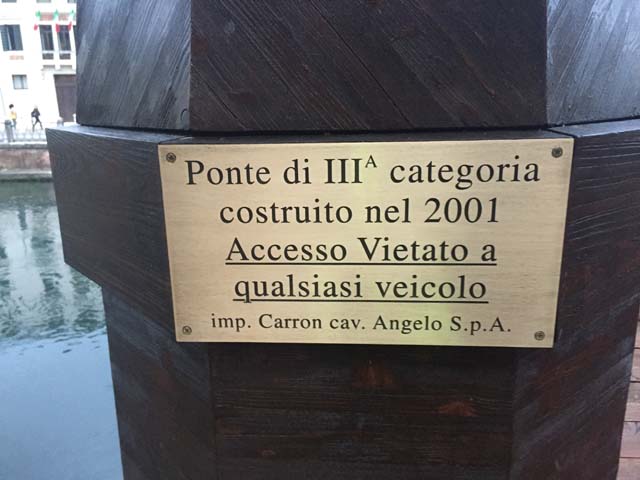 Ponte di IIIᴬ categoria
costruito nel 2001
Accesso Vietato a
qualsiasi veicolo
imp. Carron cav. Angelo S.p.A.